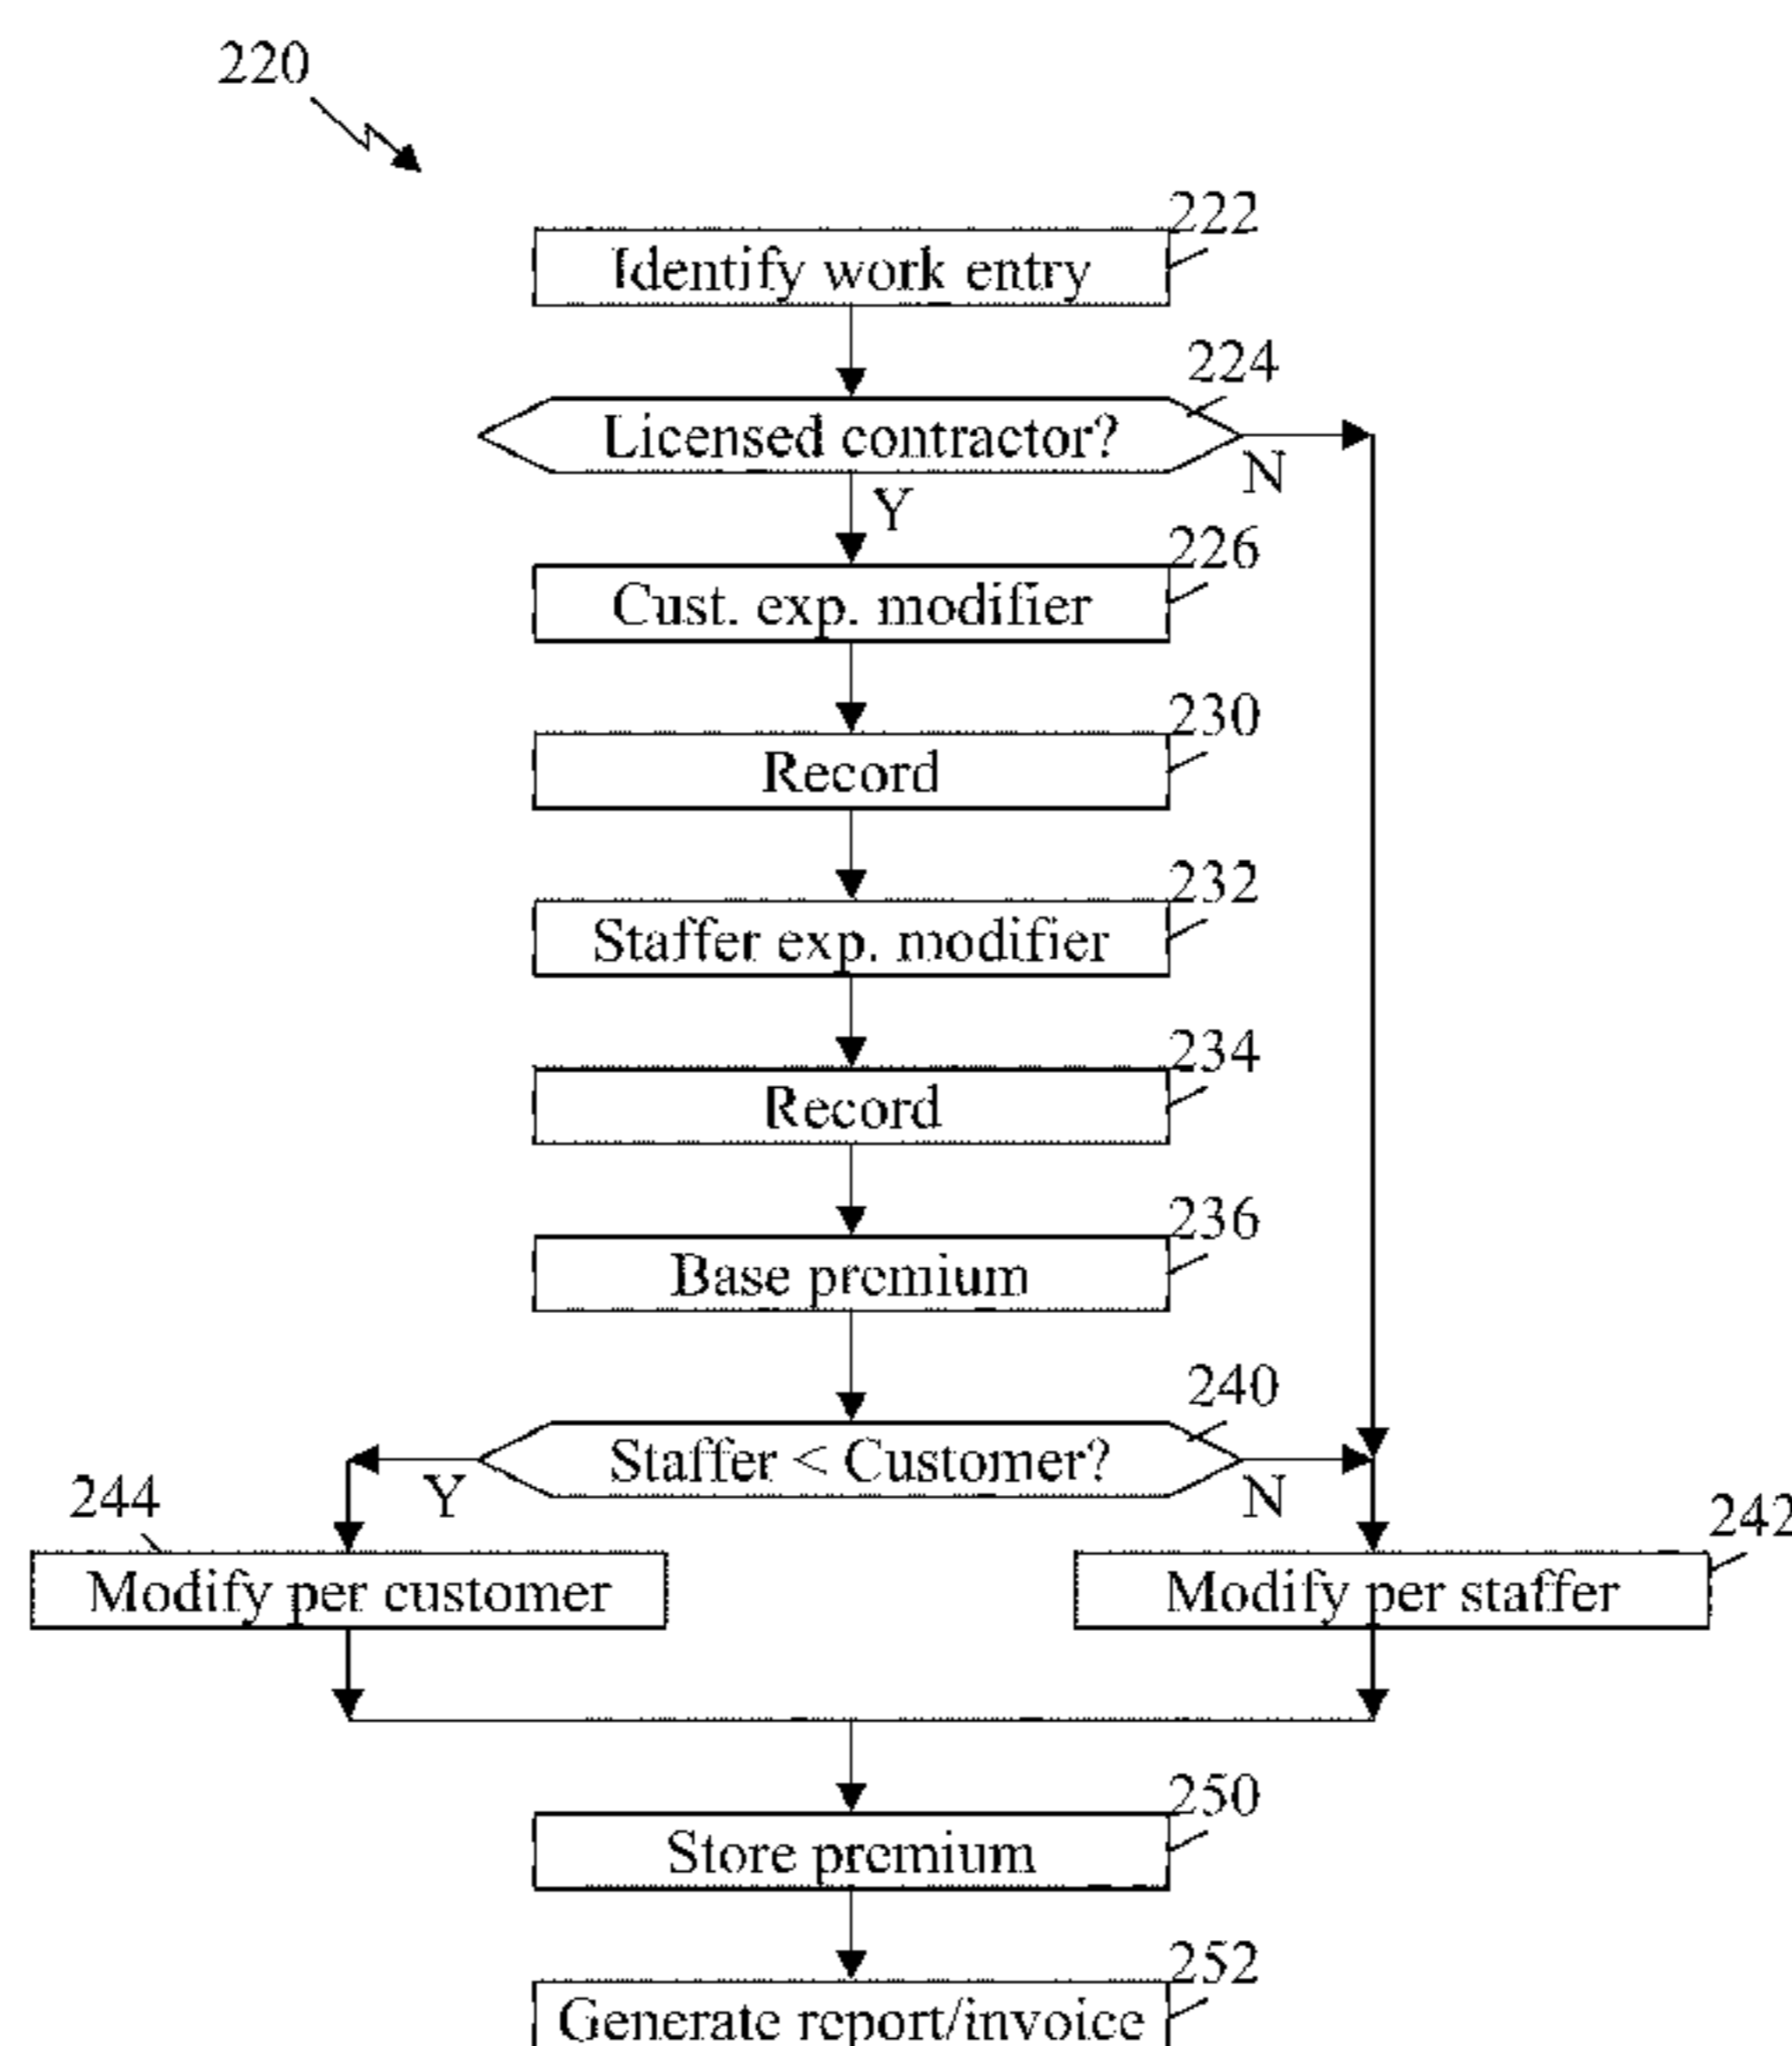 220
222
Identify work entry
224
Licensed contractor?
N
Y
226
Cust. exp. modifier
230
Record
232
Staffer exp. modifier
234
Record
236
Base premium
240
Staffer < Customer?
Y
N
244
242
Modify per customer
Modify per staffer
250
Store premium
252
Generate report/invoice